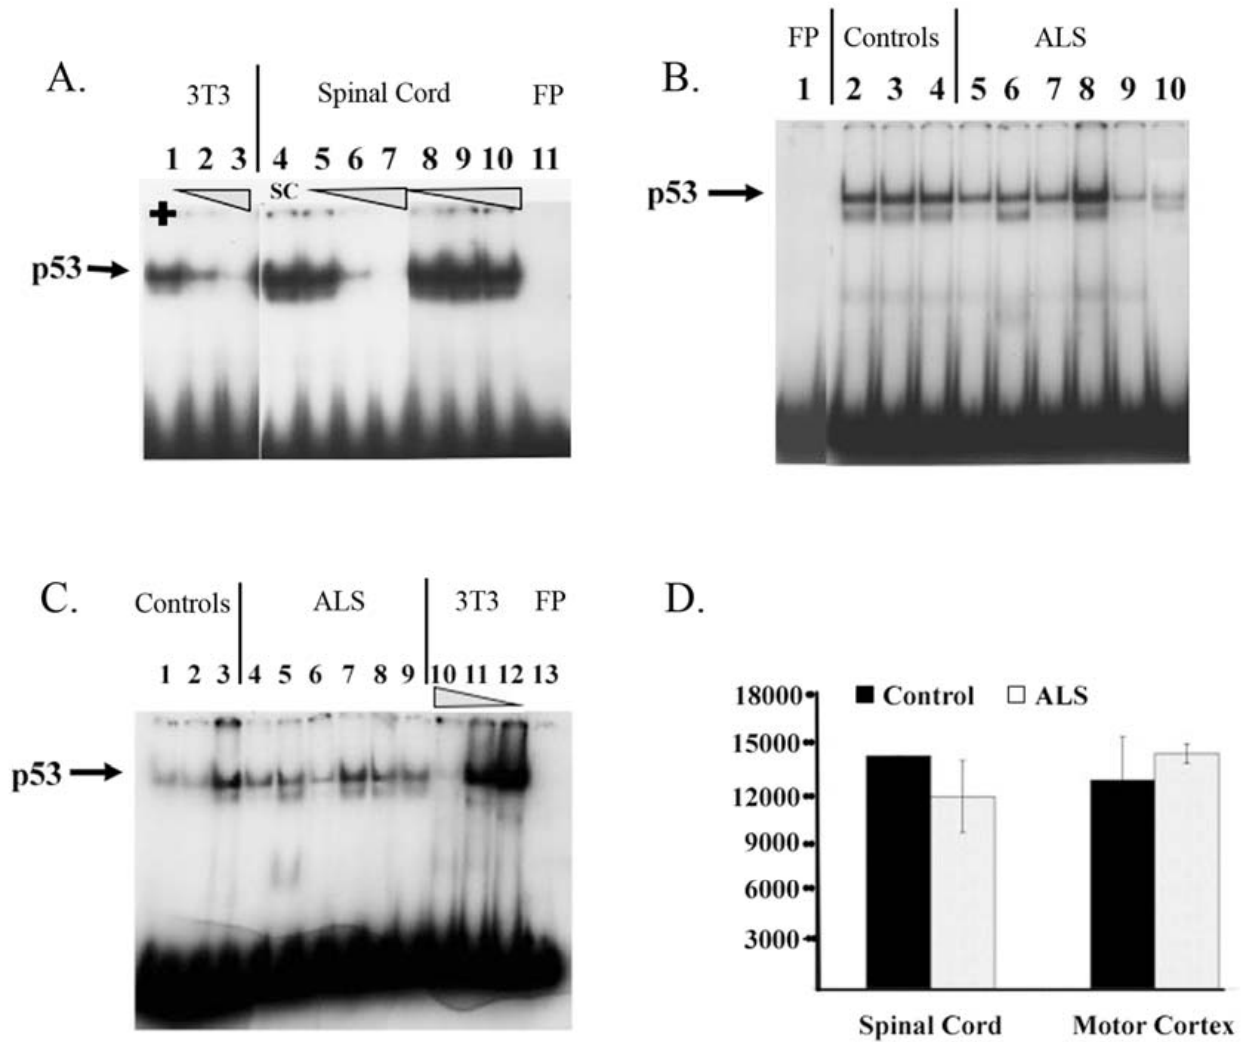 A.
3T3 Spinal Cord FP
1 2 3 4 5 6 7 8 9 10 11
SC
+
p53
B.
FP Controls ALS
1 2 3 4 5 6 7 8 9 10
p53
C.
Controls ALS 3T3 FP
1 2 3 4 5 6 7 8 9 10 11 12 13
p53
D.
Control ALS
18000
15000
12000
9000
6000
3000
Spinal Cord Motor Cortex